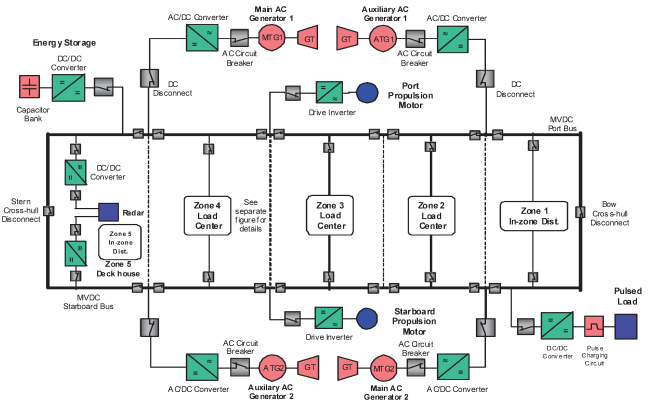 Main AC
Generator 1
Auxiliary AC
Generator 1
AC/DC Converter
AC/DC Converter
MTG1
GT
GT
ATG1
Energy Storage
DC/DC
Converter
AC Circuit
Breaker
AC Circuit
Breaker
DC
Disconnect
DC
Disconnect
Capacitor
Bank
Port
Propulsion
Motor
Drive Inverter
MVDC
Port Bus
DC/DC
Converter
Stern
Cross-hull
Disconnect
Radar
Zone 5
In-zone
Dist.
Zone 5
Deck house
Zone 4
Load
Center
See
separate
figure for
details
Zone 3
Load
Center
Zone 2
Load
Center
Zone 1
In-zone Dist.
Bow
Cross-hull
Disconnect
MVDC
Starboard Bus
Pulsed
Load
Starboard
Propulsion
Motor
Drive Inverter
DC/DC
Converter
Pulse
Charging
Circuit
AC Circuit
Breaker
AC Circuit
Breaker
ATG2
GT
GT
MTG2
AC/DC Converter
Auxilary AC
Generator 2
Main AC
Generator 2
AC/DC Converter